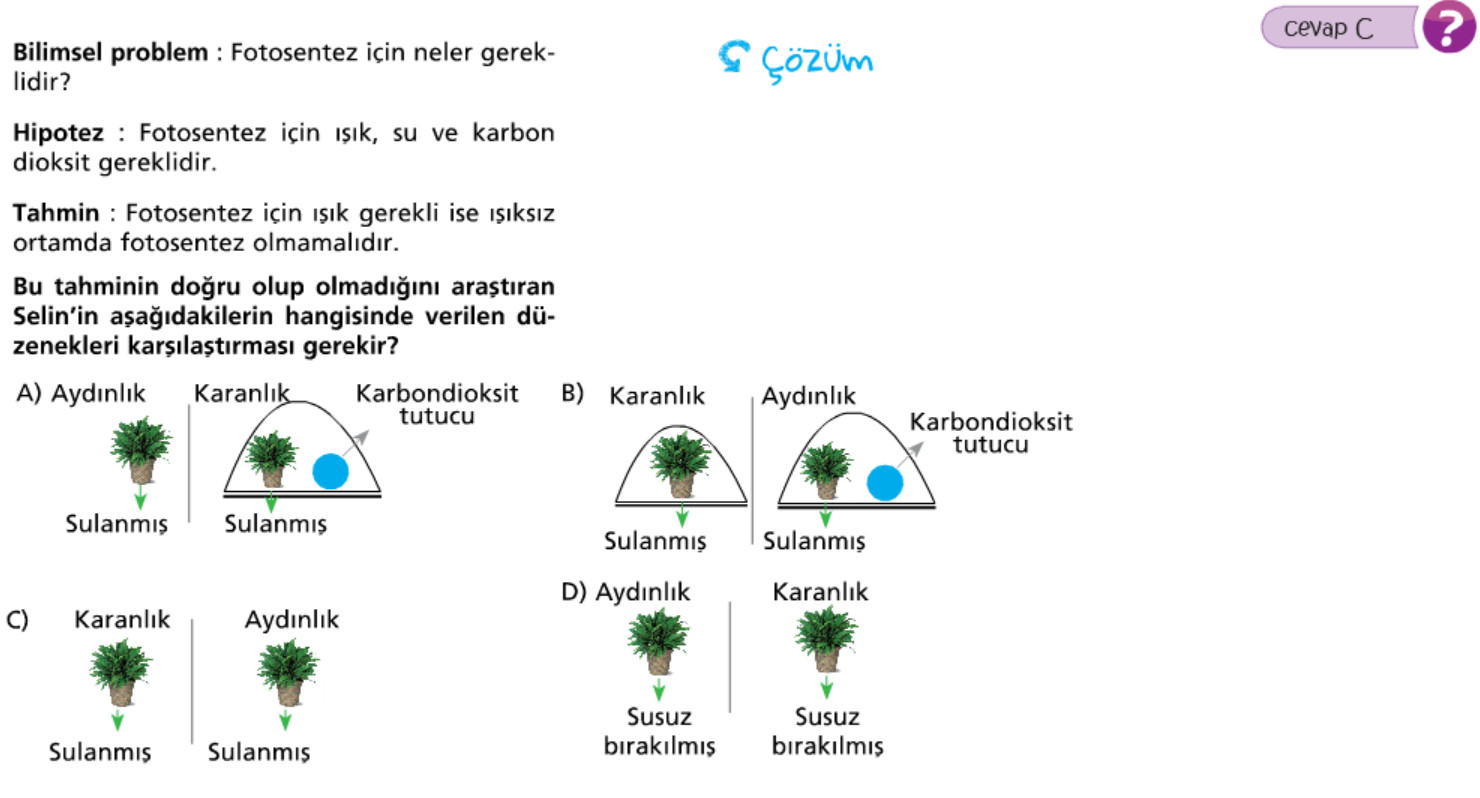 Bilimsel problem : Fotosentez için neler gerek-
lidir?
Hipotez : Fotosentez için ışık, su ve karbon
dioksit gereklidir.
Tahmin : Fotosentez için ışık gerekli ise ışıksız
ortamda fotosentez olmamalıdır.
Bu tahminin doğru olup olmadığını araştıran
Selin'in aşağıdakilerin hangisinde verilen dü-
zenekleri karşılaştırması gerekir?
Çözüm
cevap C ?
A) Aydınlık Karanlık Karbondioksit
tutucu
Sulanmış Sulanmış
B) Karanlık Aydınlık
Karbondioksit
tutucu
Sulanmış Sulanmış
C) Karanlık Aydınlık
Sulanmış Sulanmış
D) Aydınlık Karanlık
Susuz Susuz
bırakılmış bırakılmış